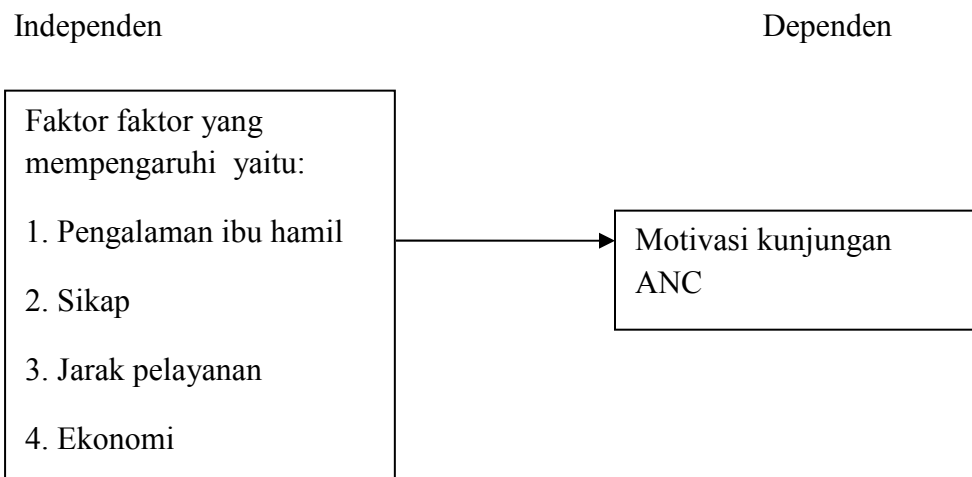 Independen
Dependen
Faktor faktor yang
mempengaruhi yaitu:
1. Pengalaman ibu hamil
2. Sikap
3. Jarak pelayanan
4. Ekonomi
Motivasi kunjungan
ANC